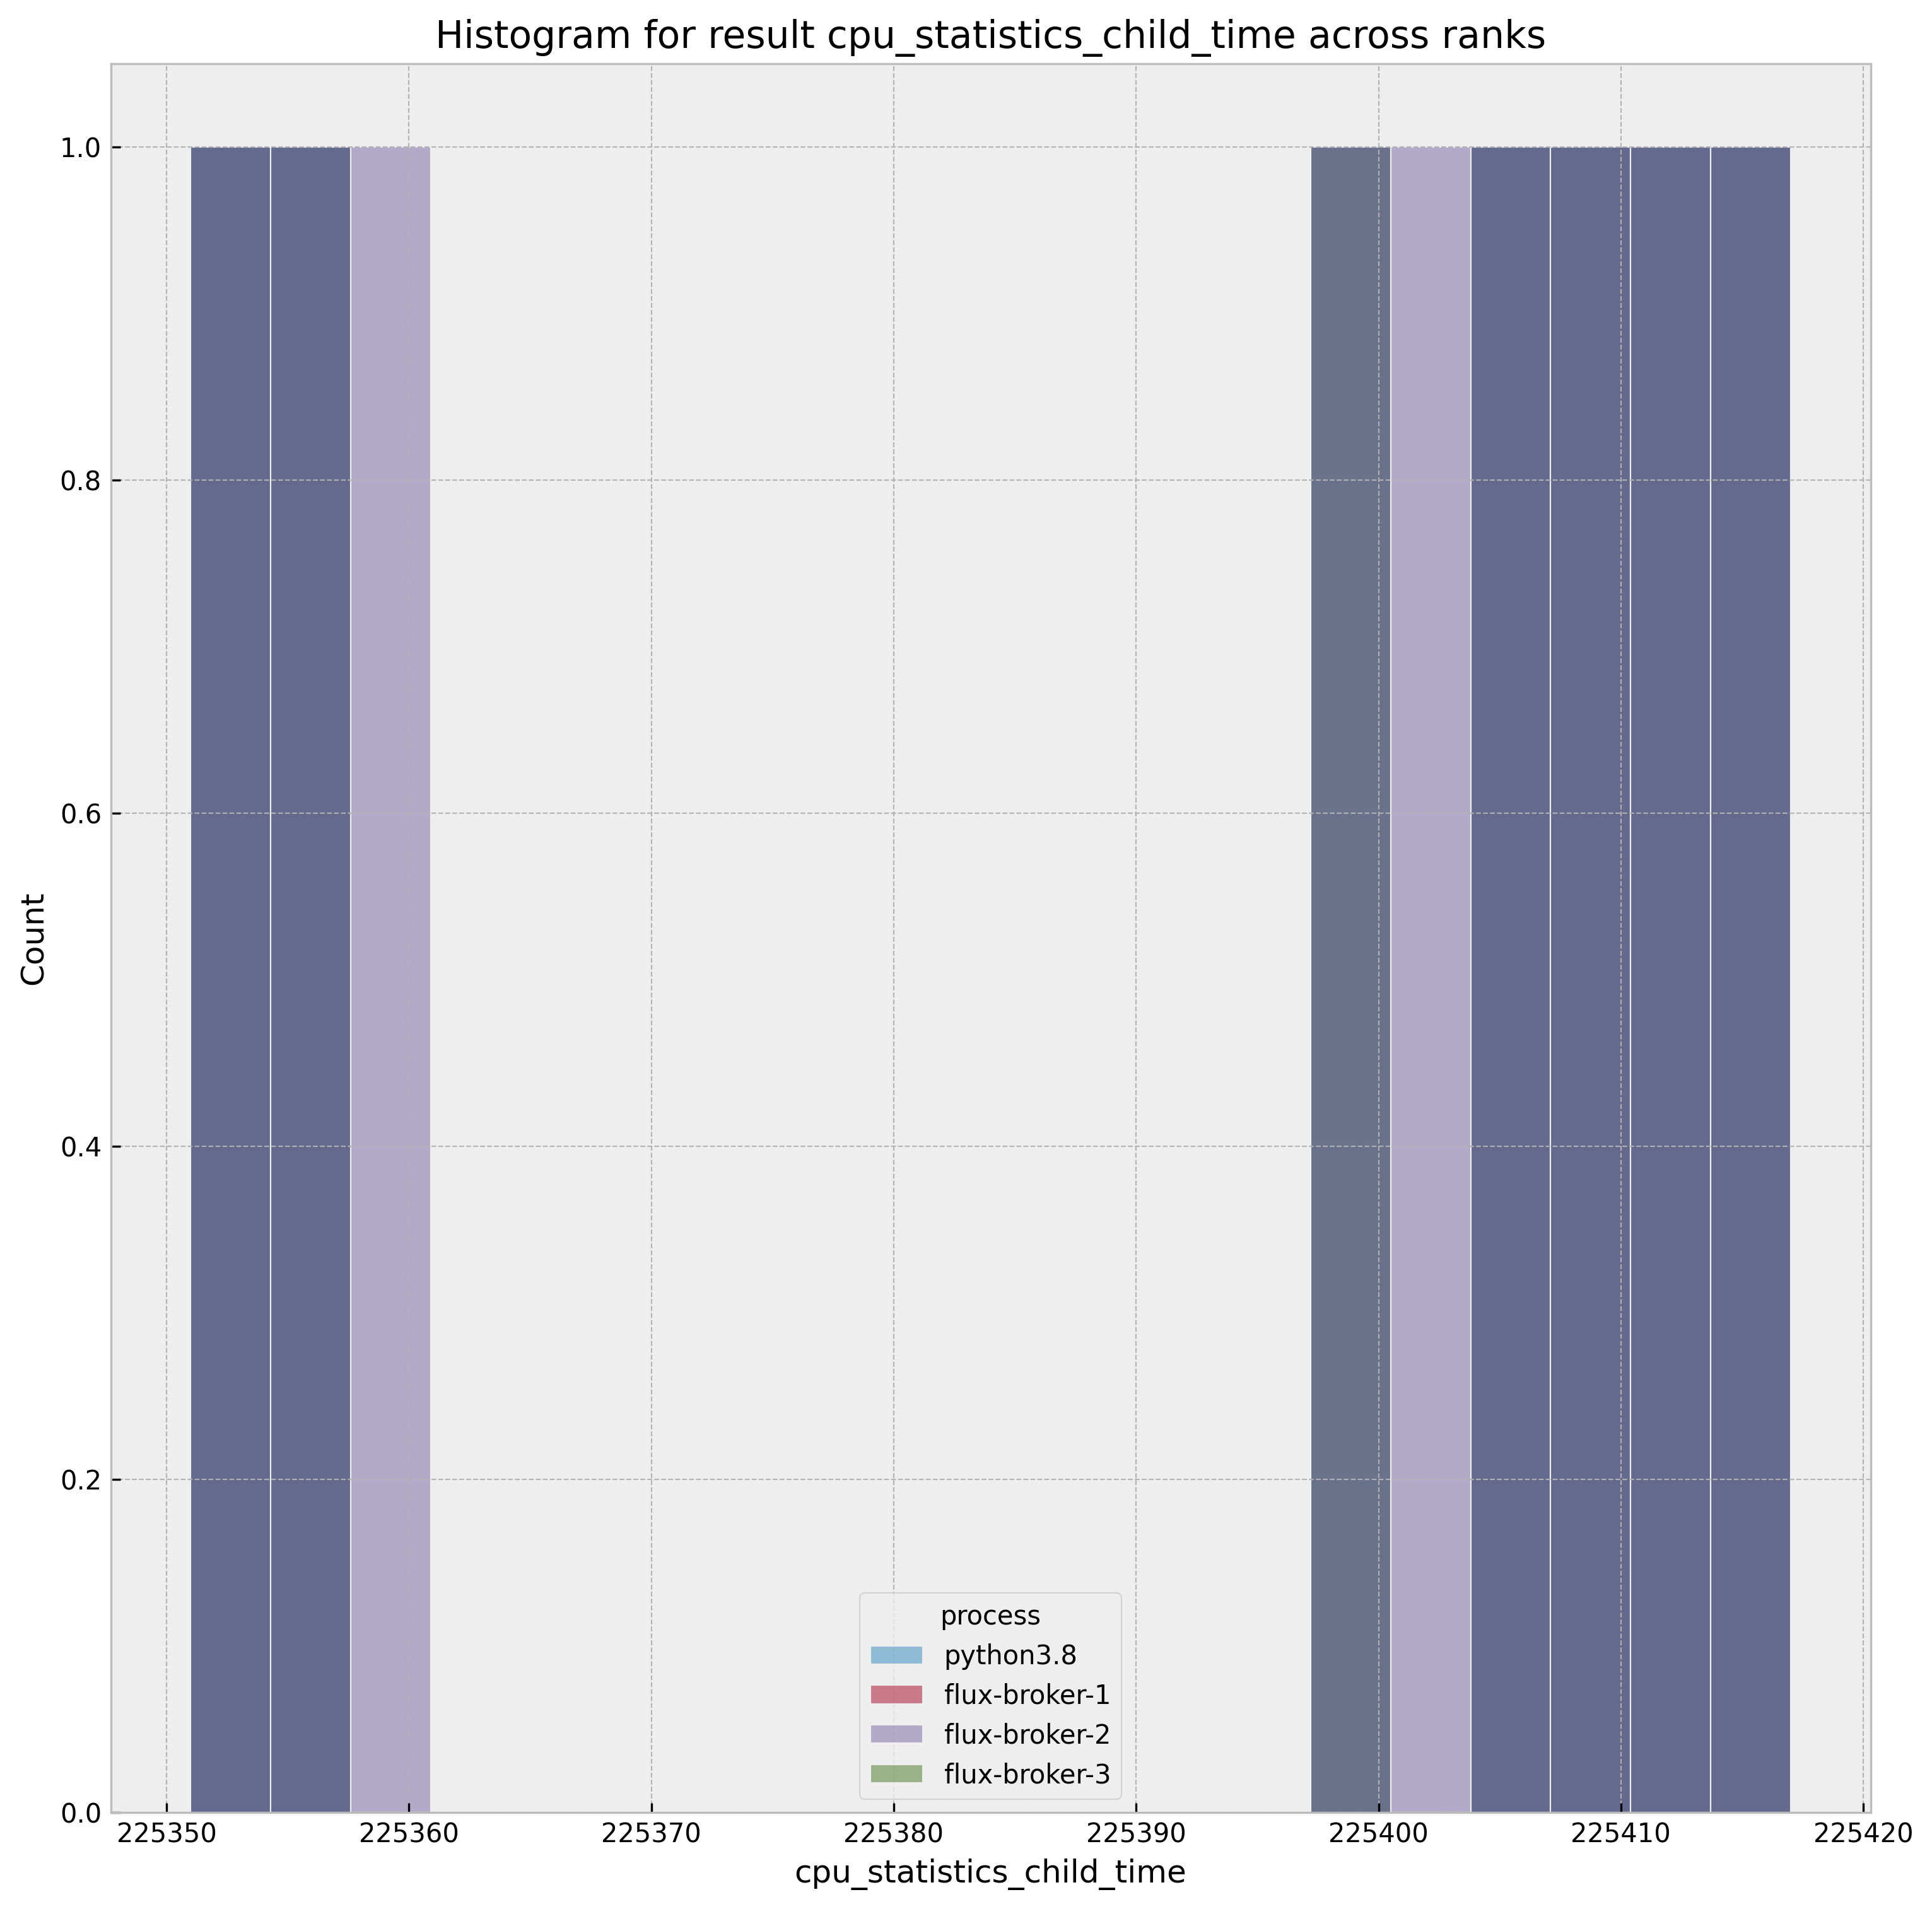 Histogram for result cpu_statistics_child_time across ranks
1.0
0.8
0.6
0.4
0.2
0.0
Count
process
python3.8
flux-broker-1
flux-broker-2
flux-broker-3
225350 225360 225370 225380 225390 225400 225410 225420
cpu_statistics_child_time